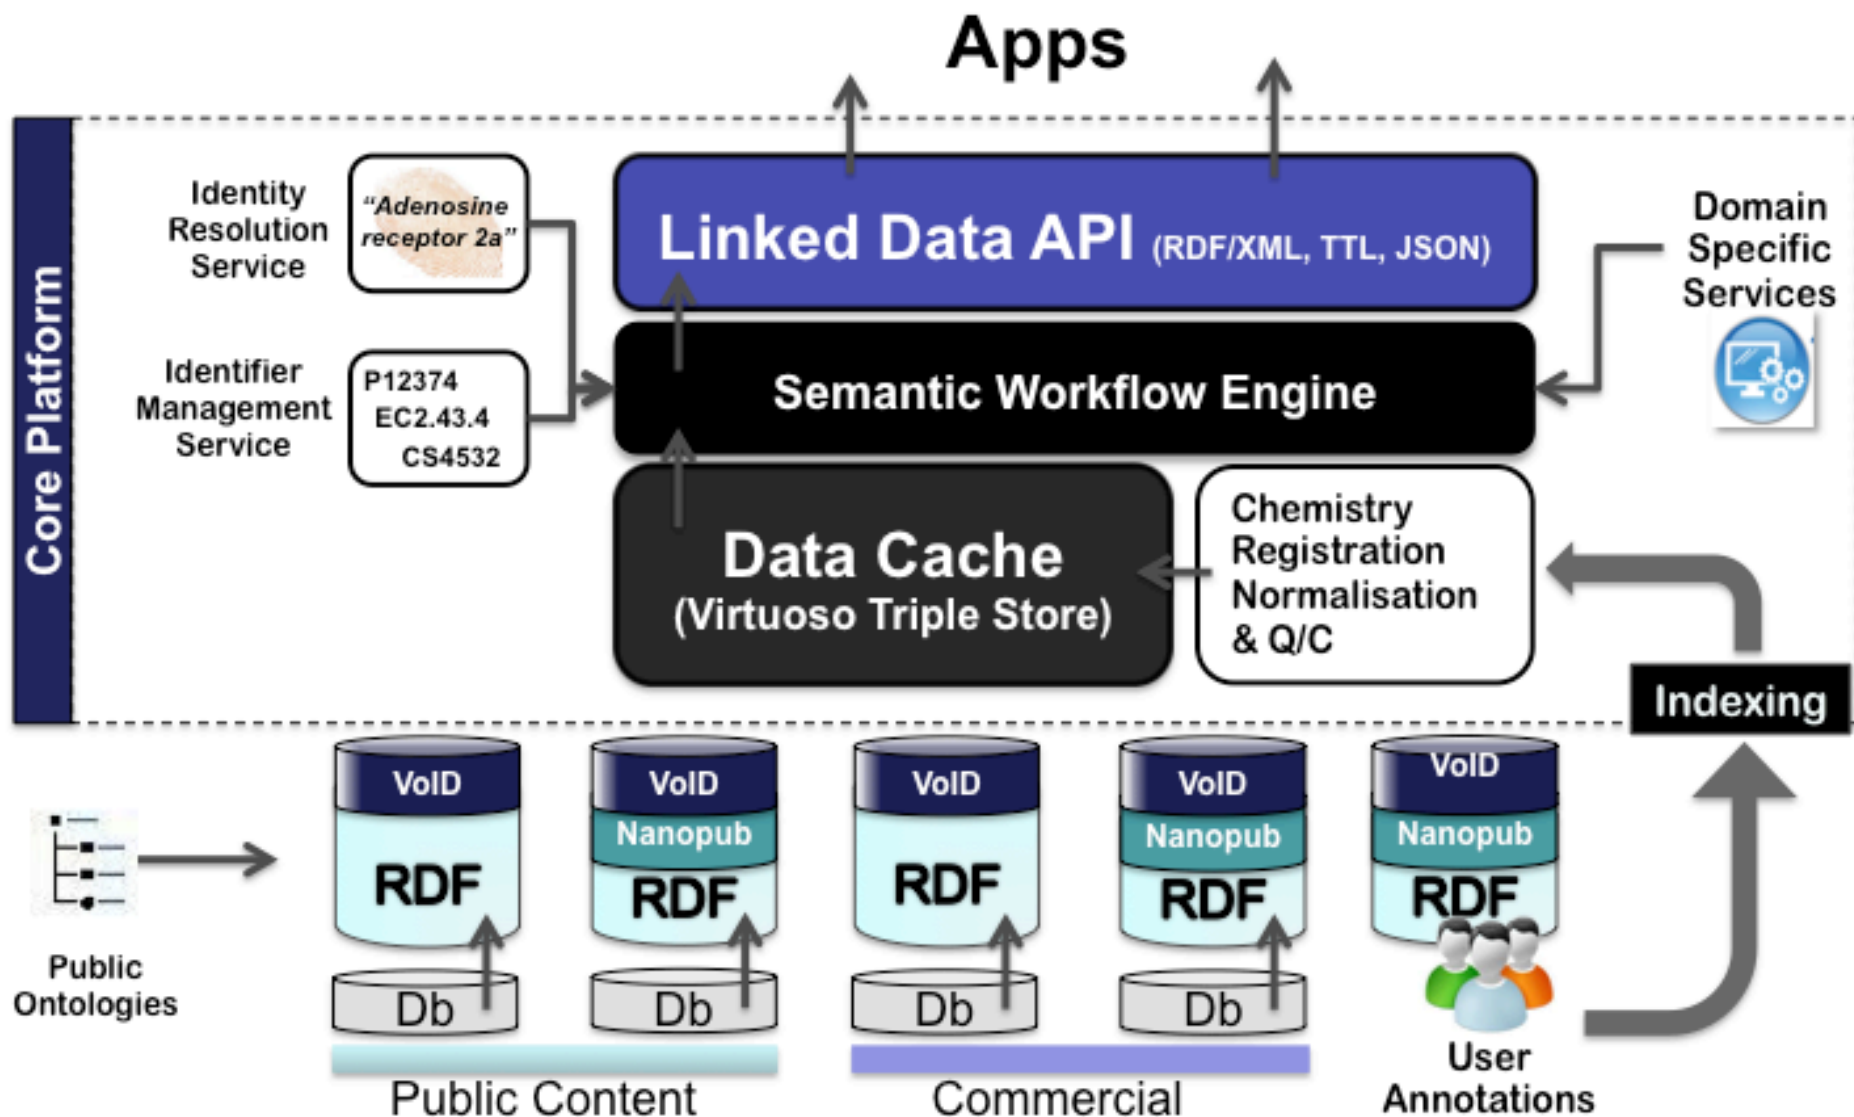 Apps
Core Platform
Identity
Resolution
Service
“Adenosine
receptor 2a”
Linked Data API (RDF/XML, TTL, JSON)
Domain
Specific
Services
Identifier
Management
Service
P12374
EC2.43.4
CS4532
Semantic Workflow Engine
Data Cache
(Virtuoso Triple Store)
Chemistry
Registration
Normalisation
& Q/C
Indexing
VoID
RDF
Db
VoID
Nanopub
RDF
Db
VoID
RDF
Db
VoID
Nanopub
RDF
Db
VoID
Nanopub
RDF
Public
Ontologies
Public Content
Commercial
User
Annotations